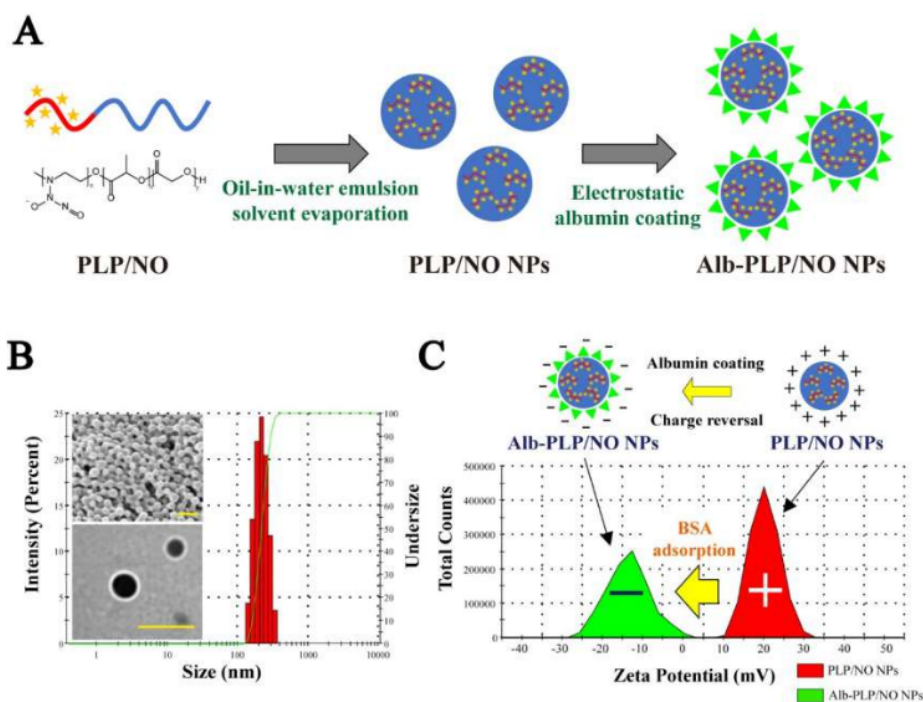 A
PLP/NO
Oil-in-water emulsion
solvent evaporation
PLP/NO NPs
Electrostatic
albumin coating
Alb-PLP/NO NPs
N
O
O
O
O
O
H
N
-O
N
O
x
y
B
Intensity (Percent)
25
20
15
10
5
0
1
10
100
1000
10000
Size (nm)
100
90
80
70
60
50
40
30
20
10
0
Undersize
C
Albumin coating
Charge reversal
Alb-PLP/NO NPs
PLP/NO NPs
BSA
adsorption
Total Counts
500000
400000
300000
200000
100000
0
-40
-30
-20
-10
0
10
20
30
40
50
Zeta Potential (mV)
PLP/NO NPs
Alb-PLP/NO NPs